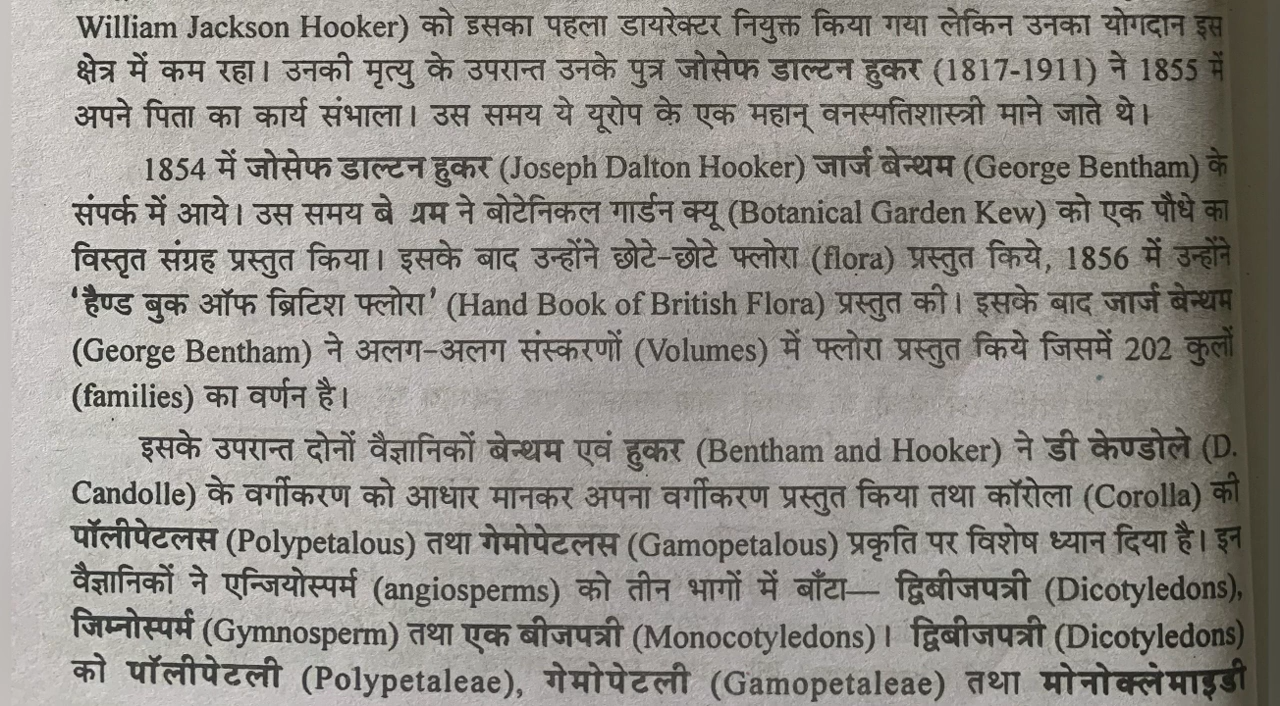 William Jackson Hooker) को इसका पहला डायरेक्टर नियुक्त किया गया लेकिन उनका योगदान इस
क्षेत्र में कम रहा। उनकी मृत्यु के उपरान्त उनके पुत्र जोसेफ डाल्टन हुकर (1817-1911) ने 1855 में
अपने पिता का कार्य संभाला। उस समय ये यूरोप के एक महान् वनस्पतिशास्त्री माने जाते थे।
1854 में जोसेफ डाल्टन हुकर (Joseph Dalton Hooker) जार्ज बेन्थम (George Bentham) के
संपर्क में आये। उस समय बे थम ने बोटेनिकल गार्डन क्यू (Botanical Garden Kew) को एक पौधे का
विस्तृत संग्रह प्रस्तुत किया। इसके बाद उन्होंने छोटे-छोटे फ्लोरा (flora) प्रस्तुत किये, 1856 में उन्होंने
'हैण्ड बुक ऑफ ब्रिटिश फ्लोरा' (Hand Book of British Flora) प्रस्तुत की। इसके बाद जार्ज बेन्थम
(George Bentham) ने अलग-अलग संस्करणों (Volumes) में फ्लोरा प्रस्तुत किये जिसमें 202 कुलों
(families) का वर्णन है।
इसके उपरान्त दोनों वैज्ञानिकों बेन्थम एवं हुकर (Bentham and Hooker) ने डी केण्डोले (D.
Candolle) के वर्गीकरण को आधार मानकर अपना वर्गीकरण प्रस्तुत किया तथा कॉरोला (Corolla) की
पॉलीपेटलस (Polypetalous) तथा गेमोपेटलस (Gamopetalous) प्रकृति पर विशेष ध्यान दिया है। इन
वैज्ञानिकों ने एन्जियोस्पर्म (angiosperms) को तीन भागों में बाँटा— द्विबीजपत्री (Dicotyledons),
जिम्नोस्पर्म (Gymnosperm) तथा एक बीजपत्री (Monocotyledons)। द्विबीजपत्री (Dicotyledons)
को पॉलीपेटली (Polypetaleae), गेमोपेटली (Gamopetaleae) तथा मोनोक्लेमाइडी